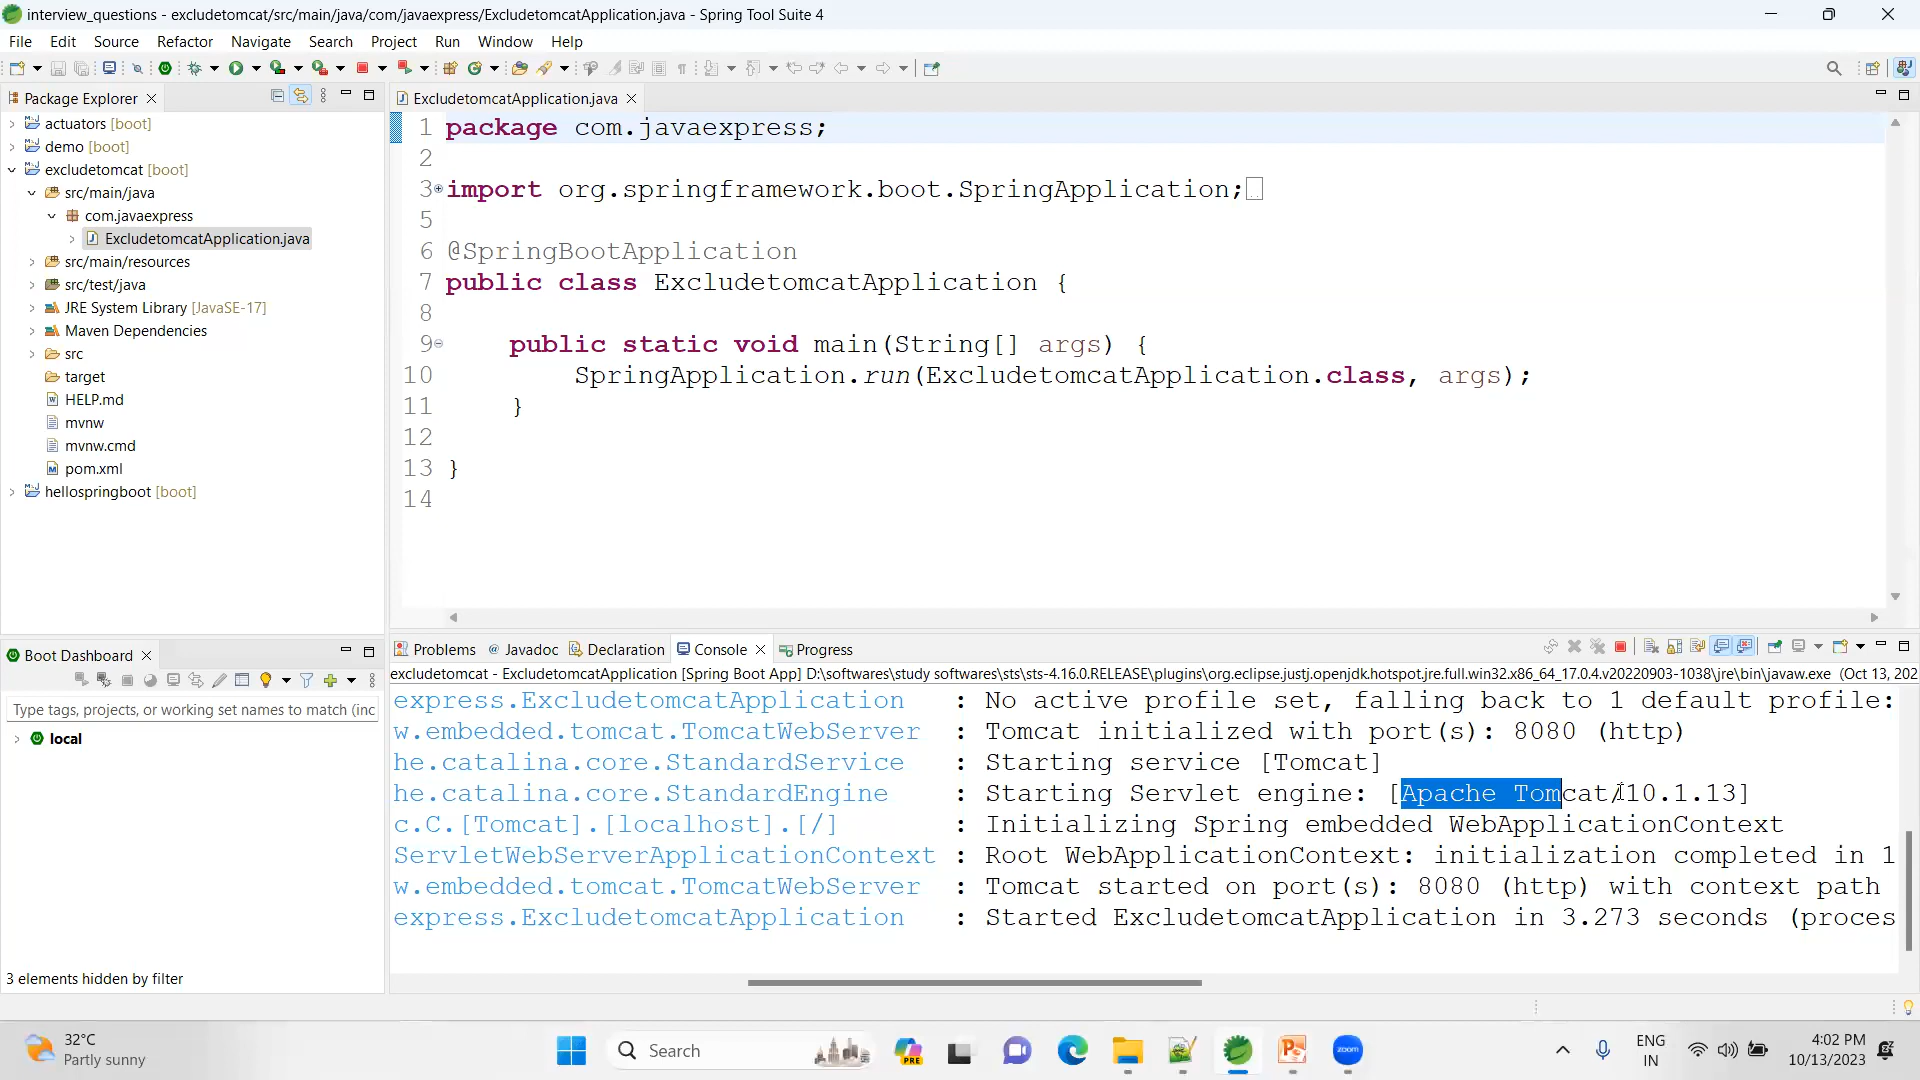 interview_questions - excludetomcat/src/main/java/com/javaexpress/ExcludetomcatApplication.java - Spring Tool Suite 4
File Edit Source Refactor Navigate Search Project Run Window Help
Package Explorer
actuators [boot]
demo [boot]
excludetomcat [boot]
src/main/java
com.javaexpress
ExcludetomcatApplication.java
src/main/resources
src/test/java
JRE System Library [JavaSE-17]
Maven Dependencies
src
target
HELP.md
mvnw
mvnw.cmd
pom.xml
hellospringboot [boot]
ExcludetomcatApplication.java
1 package com.javaexpress;
2
3 import org.springframework.boot.SpringApplication;
5
6 @SpringBootApplication
7 public class ExcludetomcatApplication {
8
9 public static void main(String[] args) {
10 SpringApplication.run(ExcludetomcatApplication.class, args);
11 }
12
13 }
14
Boot Dashboard
Type tags, projects, or working set names to match (inc
local
3 elements hidden by filter
Problems Javadoc Declaration Console Progress
excludetomcat - ExcludetomcatApplication [Spring Boot App] D:\softwares\study softwares\sts\sts-4.16.0.RELEASE\plugins\org.eclipse.justj.openjdk.hotspot.jre.full.win32.x86_64_17.0.4.v20220903-1038\jre\bin\javaw.exe (Oct 13, 202
express.ExcludetomcatApplication : No active profile set, falling back to 1 default profile:
w.embedded.tomcat.TomcatWebServer : Tomcat initialized with port(s): 8080 (http)
he.catalina.core.StandardService : Starting service [Tomcat]
he.catalina.core.StandardEngine : Starting Servlet engine: [Apache Tomcat/10.1.13]
c.C.[Tomcat].[localhost].[/] : Initializing Spring embedded WebApplicationContext
ServletWebServerApplicationContext : Root WebApplicationContext: initialization completed in 1
w.embedded.tomcat.TomcatWebServer : Tomcat started on port(s): 8080 (http) with context path
express.ExcludetomcatApplication : Started ExcludetomcatApplication in 3.273 seconds (proces
32°C
Partly sunny
Search
PRE
zoom
ENG
IN
4:02 PM
10/13/2023